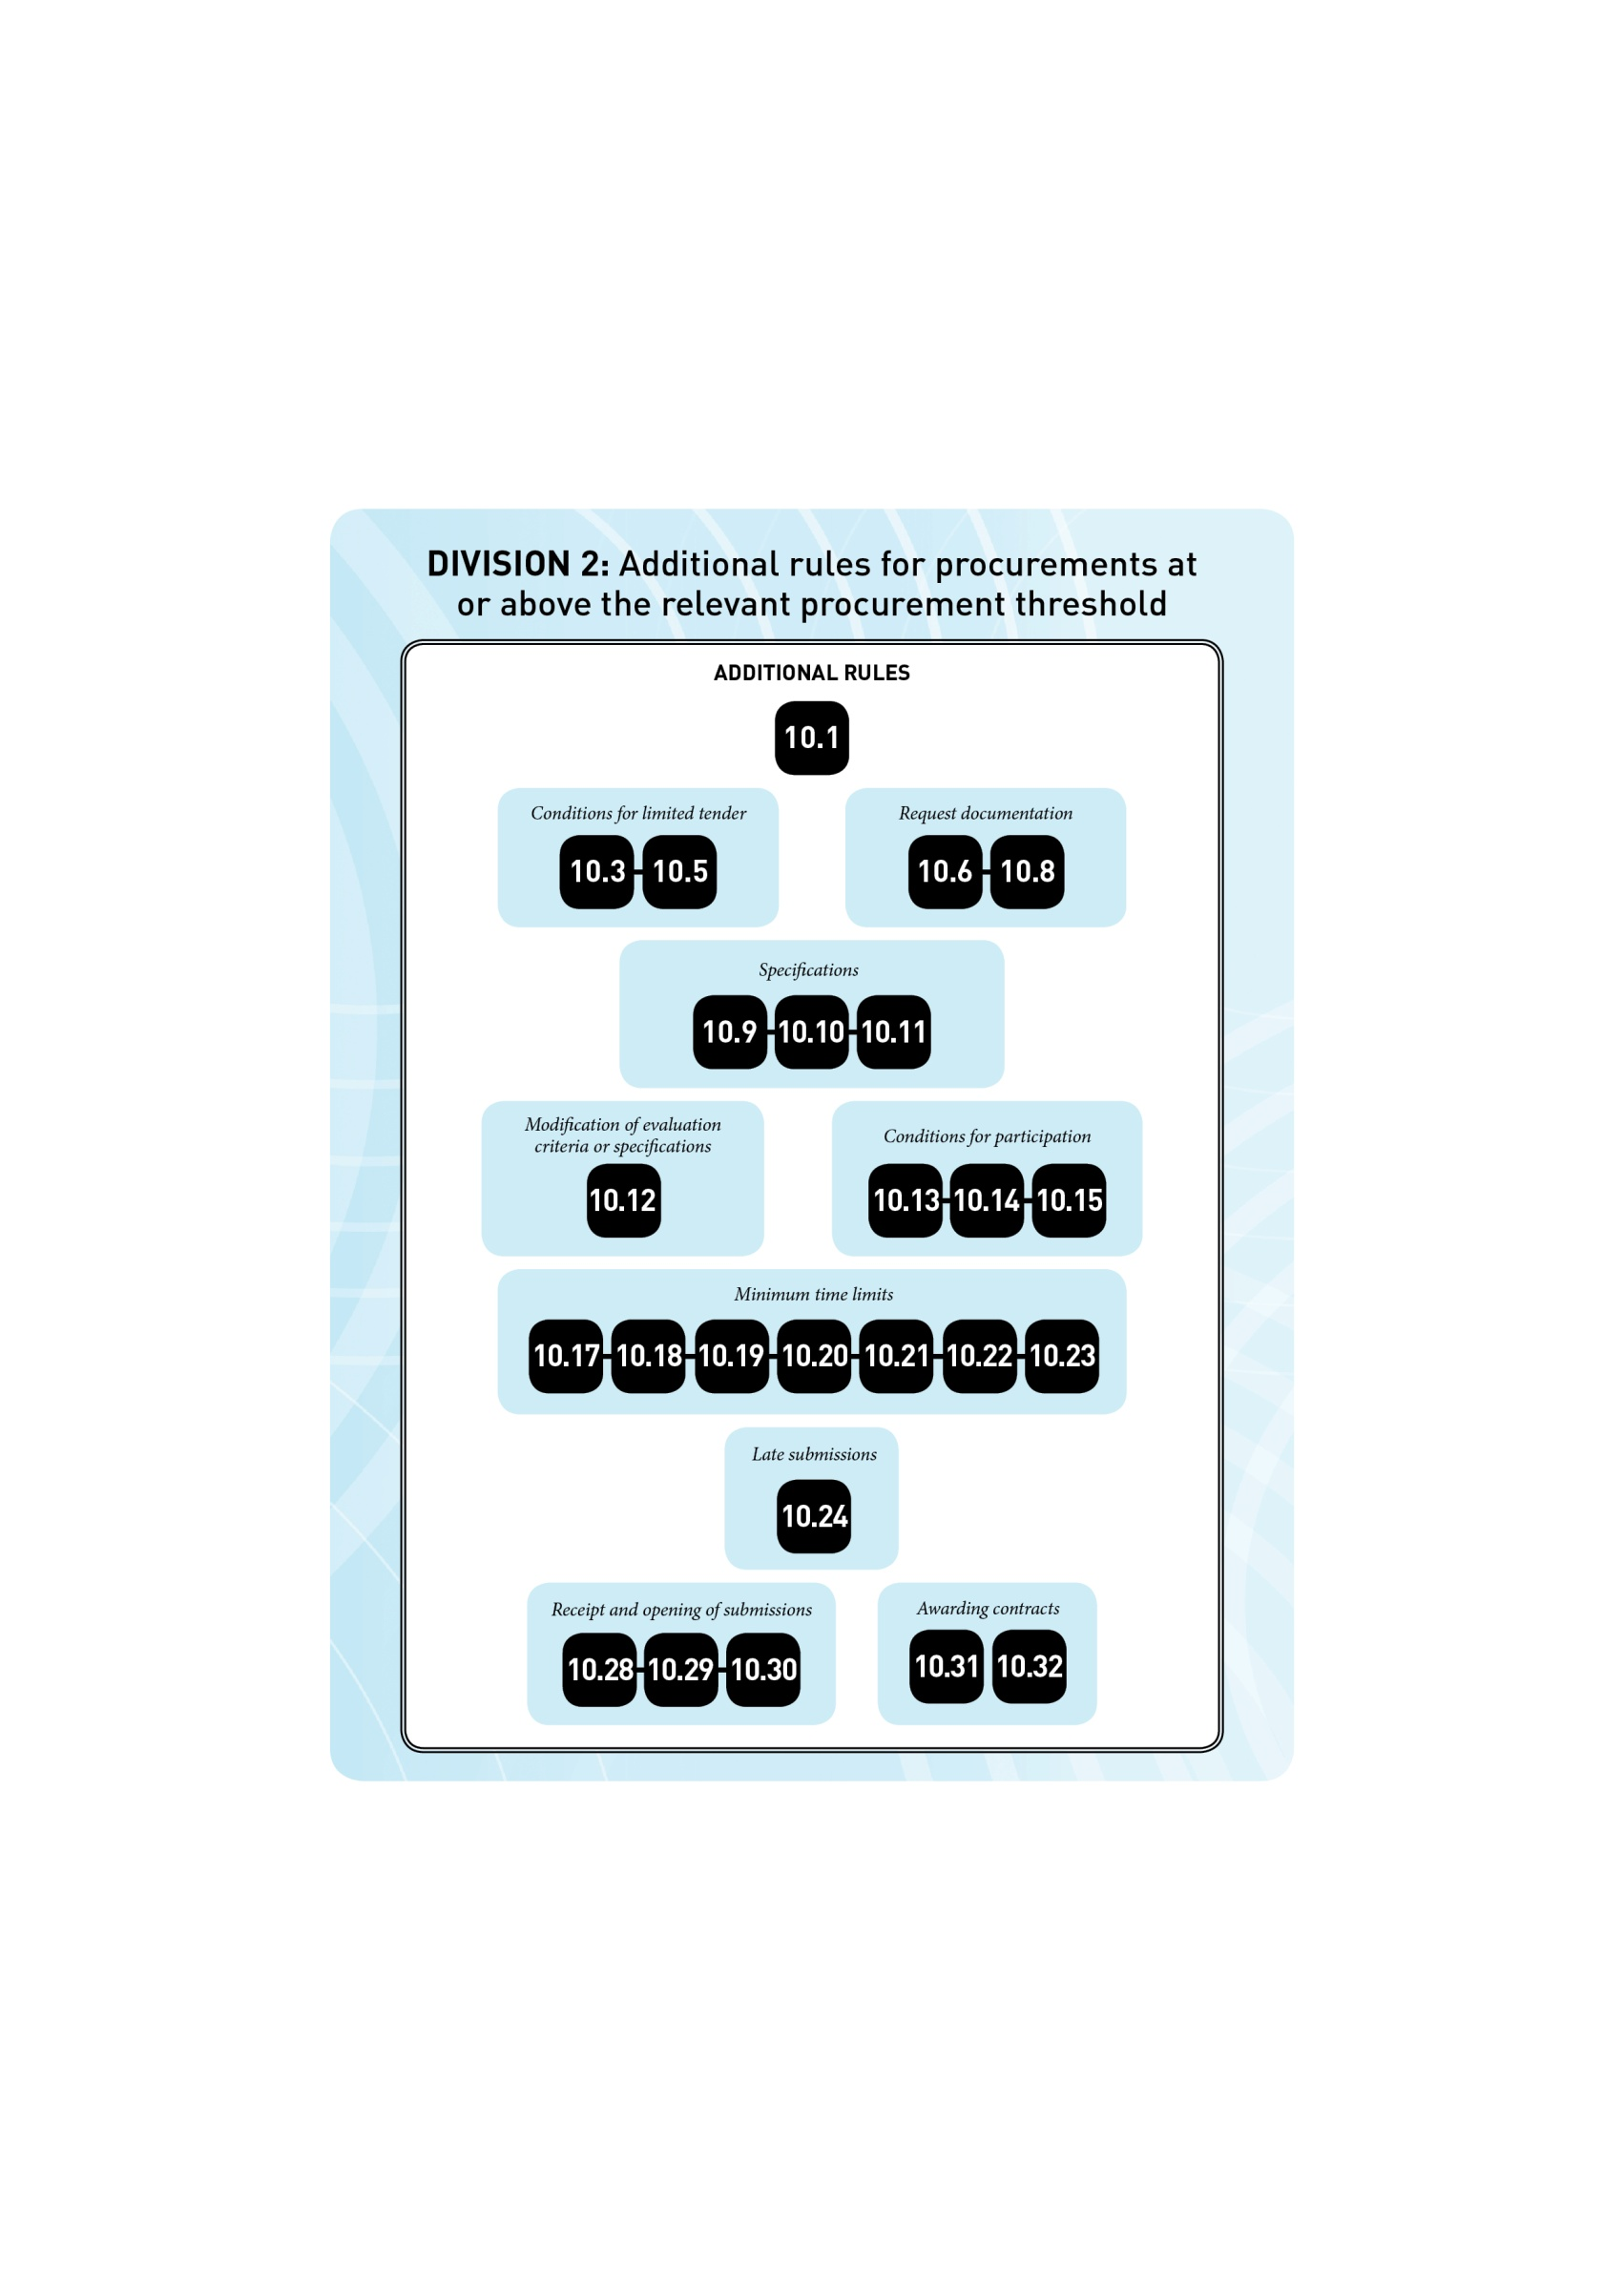 DIVISION 2: Additional rules for procurements at
or above the relevant procurement threshold
ADDITIONAL RULES
10.1
Conditions for limited tender
10.3 10.5
Request documentation
10.6 10.8
Specifications
10.9 10.10 10.11
Modification of evaluation
criteria or specifications
10.12
Conditions for participation
10.13 10.14 10.15
Minimum time limits
10.17 10.18 10.19 10.20 10.21 10.22 10.23
Late submissions
10.24
Receipt and opening of submissions
10.28 10.29 10.30
Awarding contracts
10.31 10.32